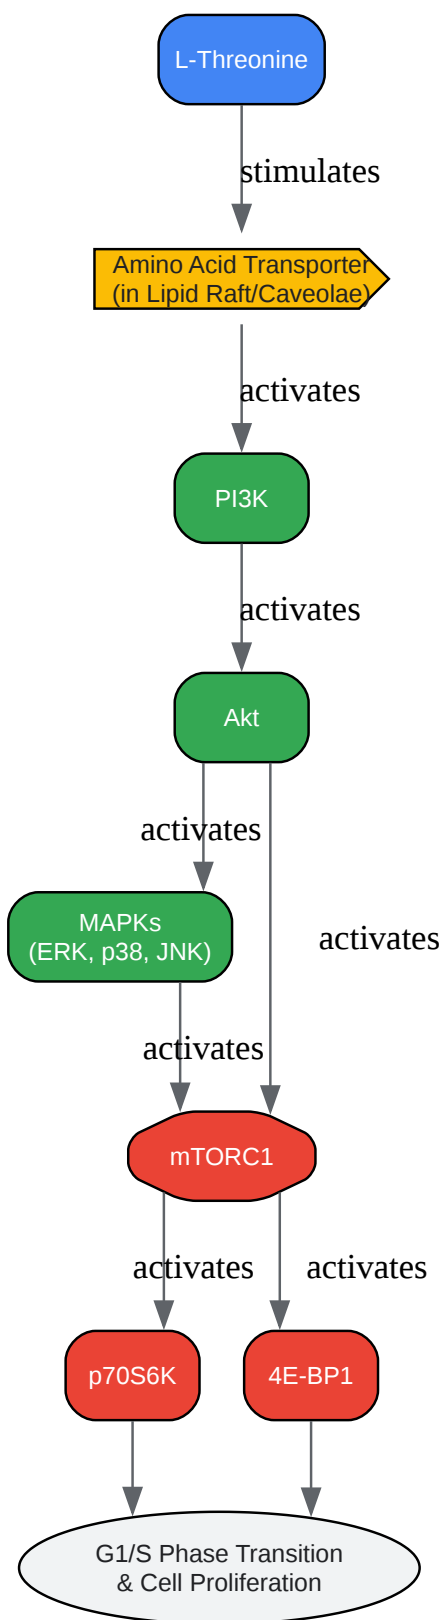 L-Threonine
stimulates
Amino Acid Transporter
(in Lipid Raft/Caveolae)
activates
PI3K
activates
Akt
activates
MAPKs
(ERK, p38, JNK)
activates
activates
mTORC1
activates
activates
p70S6K
4E-BP1
G1/S Phase Transition
& Cell Proliferation